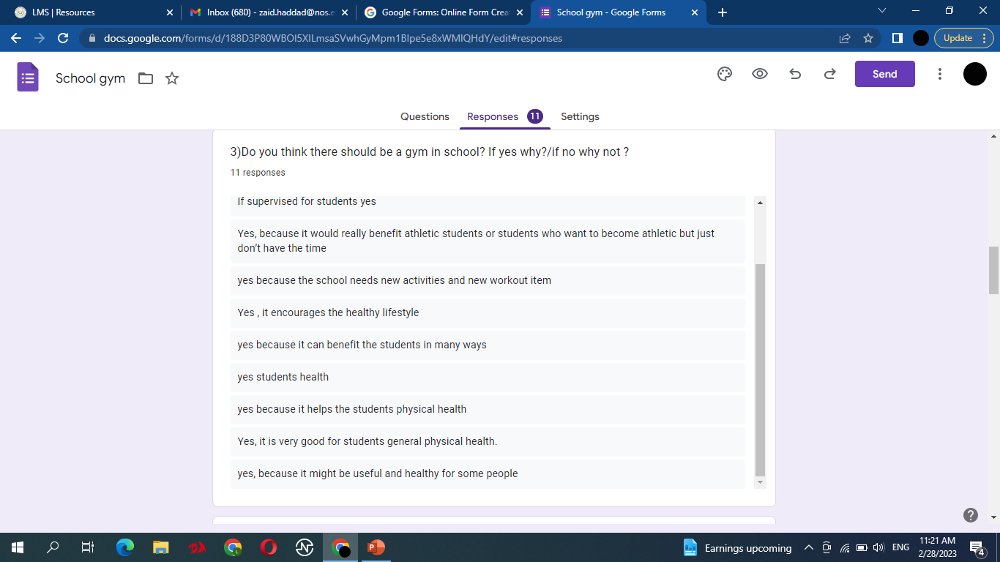 LMS | Resources
Inbox (680) - zaid.haddad@nos.e
Google Forms: Online Form Creat
School gym - Google Forms
docs.google.com/forms/d/188D3P80WBOI5XILmsaSVwhGyMpm1BIpe5e8xWMIQHdY/edit#responses
Update
School gym
Send
Questions
Responses 11
Settings
3)Do you think there should be a gym in school? If yes why?/if no why not ?
11 responses
If supervised for students yes
Yes, because it would really benefit athletic students or students who want to become athletic but just
don't have the time
yes because the school needs new activities and new workout item
Yes , it encourages the healthy lifestyle
yes because it can benefit the students in many ways
yes students health
yes because it helps the students physical health
Yes, it is very good for students general physical health.
yes, because it might be useful and healthy for some people
Earnings upcoming
ENG
11:21 AM
2/28/2023
4